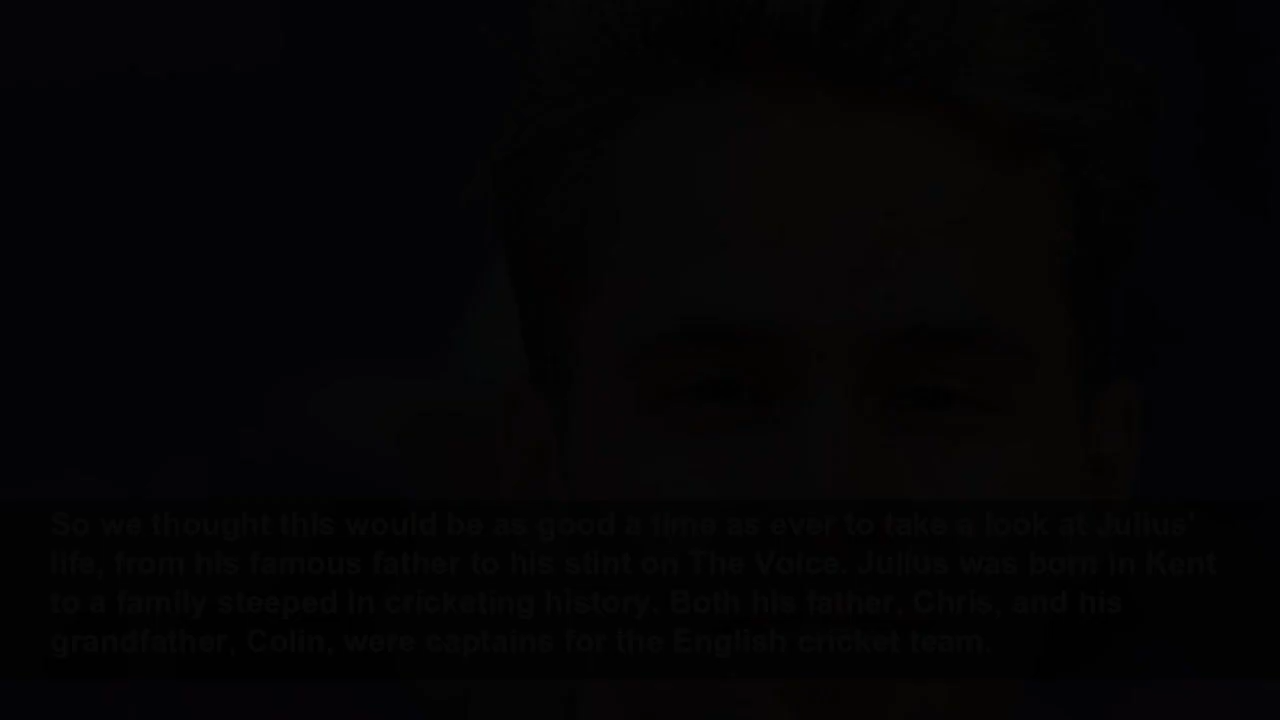 So we thought this would be as good a time as ever to take a look at Julius'
life, from his famous father to his stint on The Voice. Julius was born in Kent
to a family steeped in cricketing history. Both his father, Chris, and his
grandfather, Colin, were captains for the English cricket team.